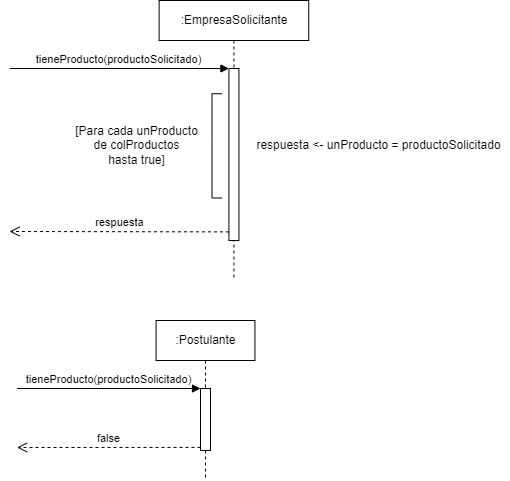 :EmpresaSolicitante
tieneProducto(productoSolicitado)
[Para cada unProducto
de colProductos
hasta true]
respuesta <- unProducto = productoSolicitado
respuesta
:Postulante
tieneProducto(productoSolicitado)
false